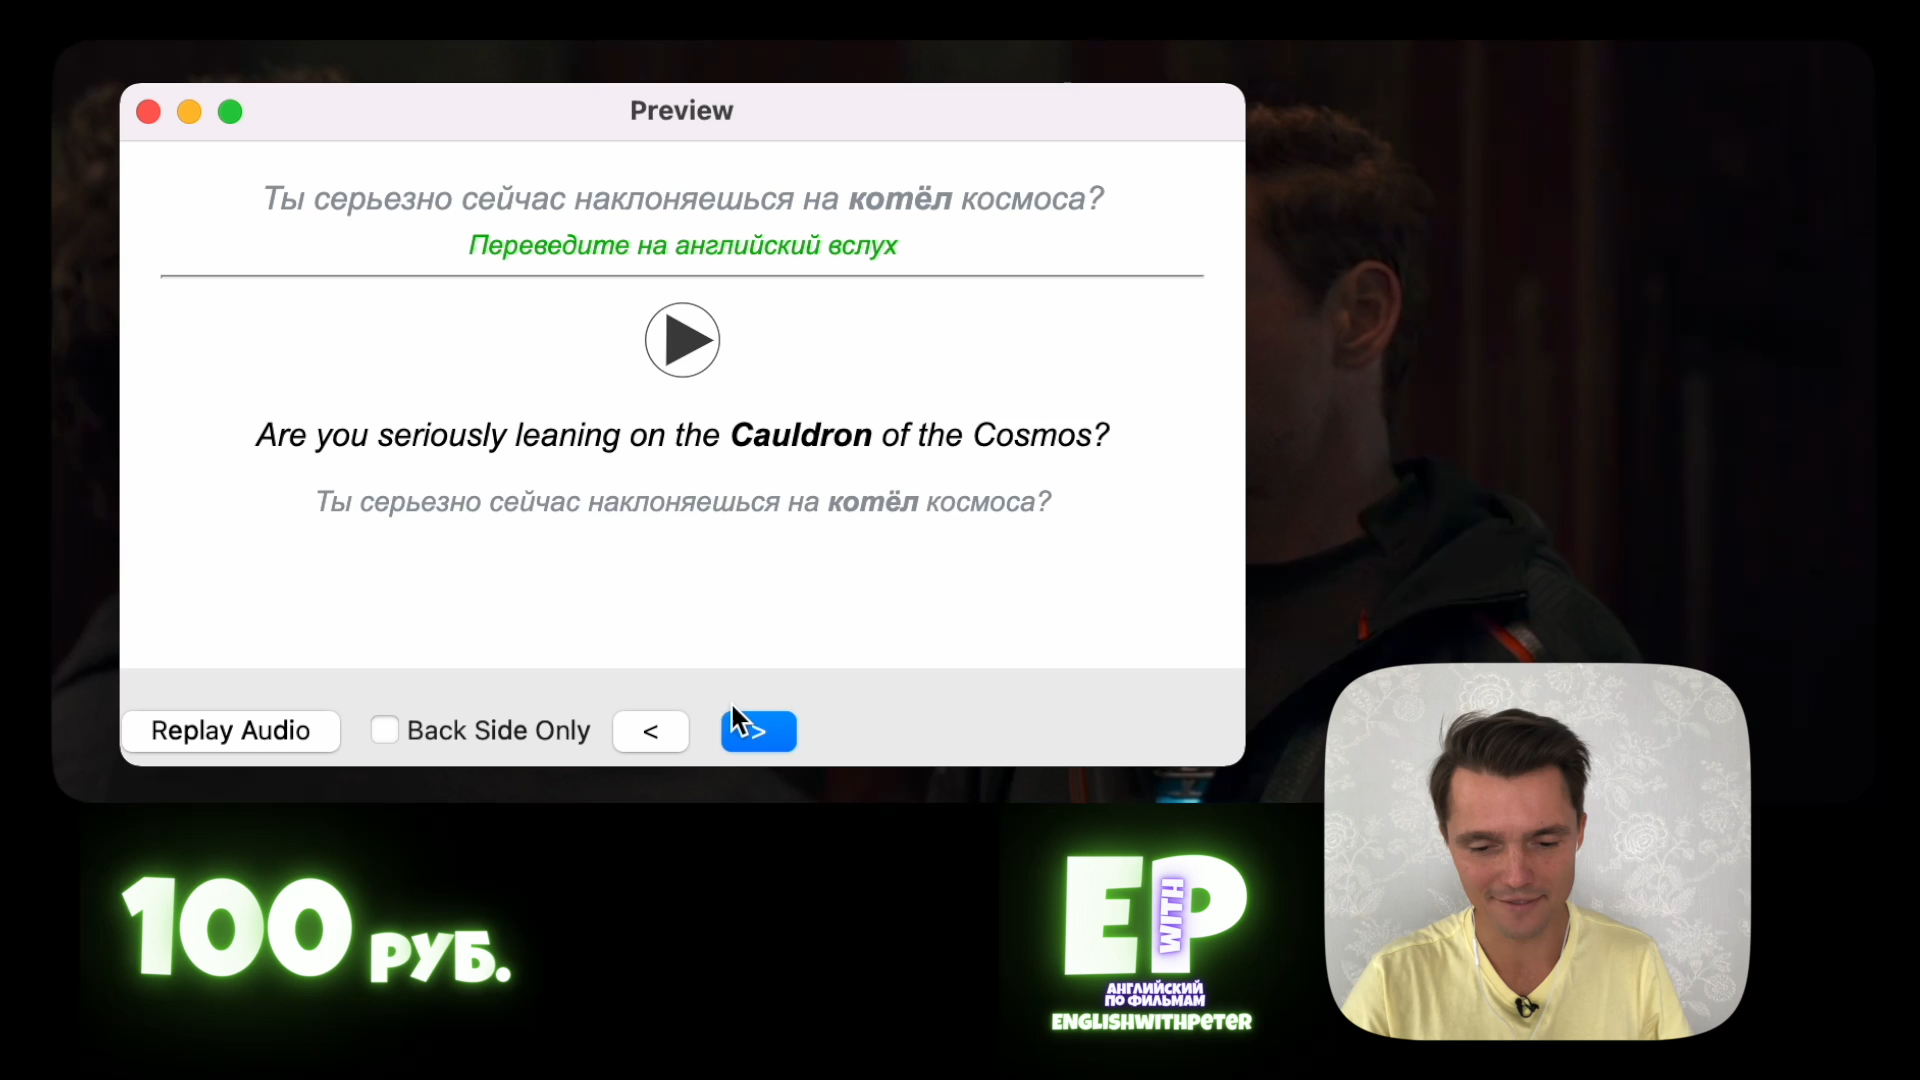 Preview
Ты серьезно сейчас наклоняешься на котёл космоса?
Переведите на английский вслух
Are you seriously leaning on the Cauldron of the Cosmos?
Ты серьезно сейчас наклоняешься на котёл космоса?
Replay Audio
Back Side Only
<
>
100 РУБ.
EP
WITH
АНГЛИЙСКИЙ
ПО ФИЛЬМАМ
ENGLISHWITHPETER